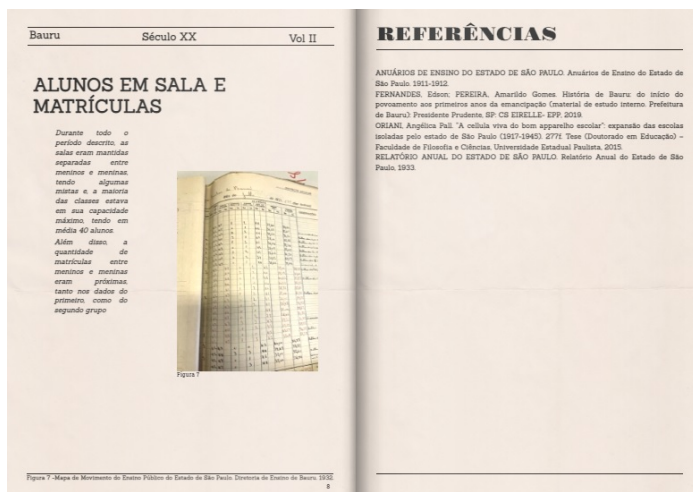 Bauru
Século XX
Vol II
ALUNOS EM SALA E
MATRÍCULAS
Durante todo o
período descrito, as
salas eram mantidas
separadas entre
meninos e meninas,
tendo algumas
mistas e, a maioria
das classes estava
em sua capacidade
máximo, tendo em
média 40 alunos.
Além disso, a
quantidade de
matrículas entre
meninos e meninas
eram próximas,
tanto nos dados do
primeiro, como do
segundo grupo
Figura 7
Figura 7 -Mapa do Movimento do Ensino Público do Estado de São Paulo. Diretoria de Ensino de Bauru. 1932.
8
REFERÊNCIAS
ANUÁRIOS DE ENSINO DO ESTADO DE SÃO PAULO. Anuários de Ensino do Estado de
São Paulo. 1911-1912.
FERNANDES, Edson; PEREIRA, Amarildo Gomes. História de Bauru: do início do
povoamento aos primeiros anos da emancipação (material de estudo interno. Prefeitura
de Bauru): Presidente Prudente, SP: CS EIRELLE- EPP, 2019.
ORIANI, Angélica Pall. "A cellula viva do bom apparelho escolar": expansão das escolas
isoladas pelo estado de São Paulo (1917-1945). 277f. Tese (Doutorado em Educação) –
Faculdade de Filosofia e Ciências, Universidade Estadual Paulista, 2015.
RELATÓRIO ANUAL DO ESTADO DE SÃO PAULO. Relatório Anual do Estado de São
Paulo, 1933.